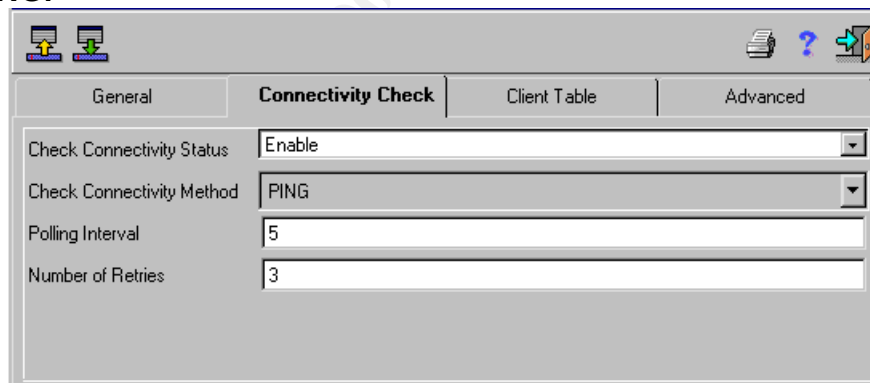 General Connectivity Check Client Table Advanced
Check Connectivity Status Enable
Check Connectivity Method PING
Polling Interval 5
Number of Retries 3